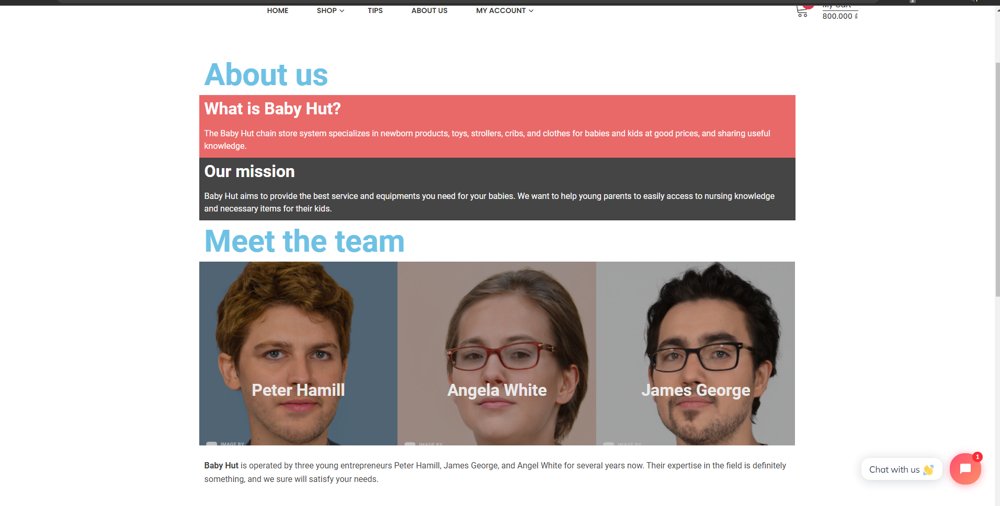 HOME SHOP TIPS ABOUT US MY ACCOUNT
My Cart
800.000 ₫
About us
What is Baby Hut?
The Baby Hut chain store system specializes in newborn products, toys, strollers, cribs, and clothes for babies and kids at good prices, and sharing useful
knowledge.
Our mission
Baby Hut aims to provide the best service and equipments you need for your babies. We want to help young parents to easily access to nursing knowledge
and necessary items for their kids.
Meet the team
Peter Hamill
Angela White
James George
IMAGE BY
IMAGE BY
IMAGE BY
Baby Hut is operated by three young entrepreneurs Peter Hamill, James George, and Angel White for several years now. Their expertise in the field is definitely
something, and we sure will satisfy your needs.
1
Chat with us 👋